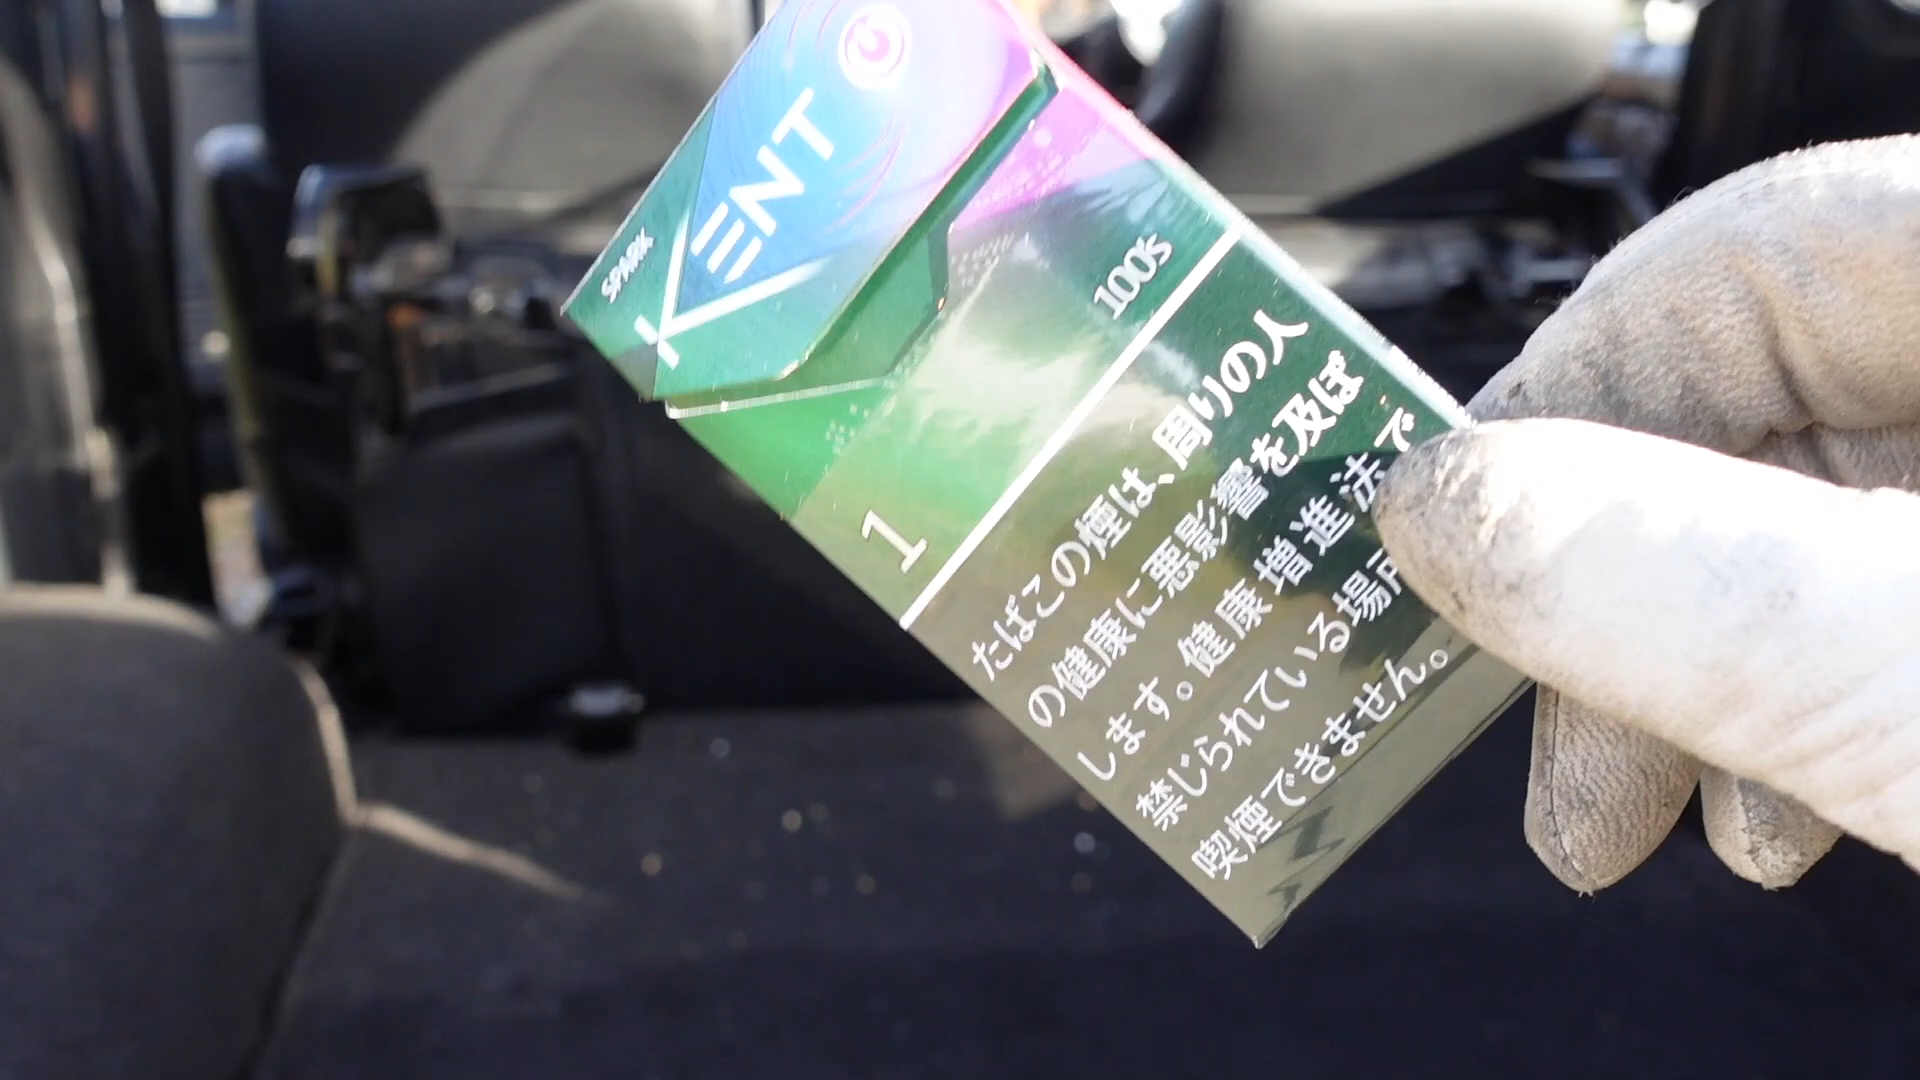 SPARK
KENT
100's
1
たばこの煙は、周りの人
の健康に悪影響を及ぼ
します。健康増進法で
禁じられている場所
喫煙できません。